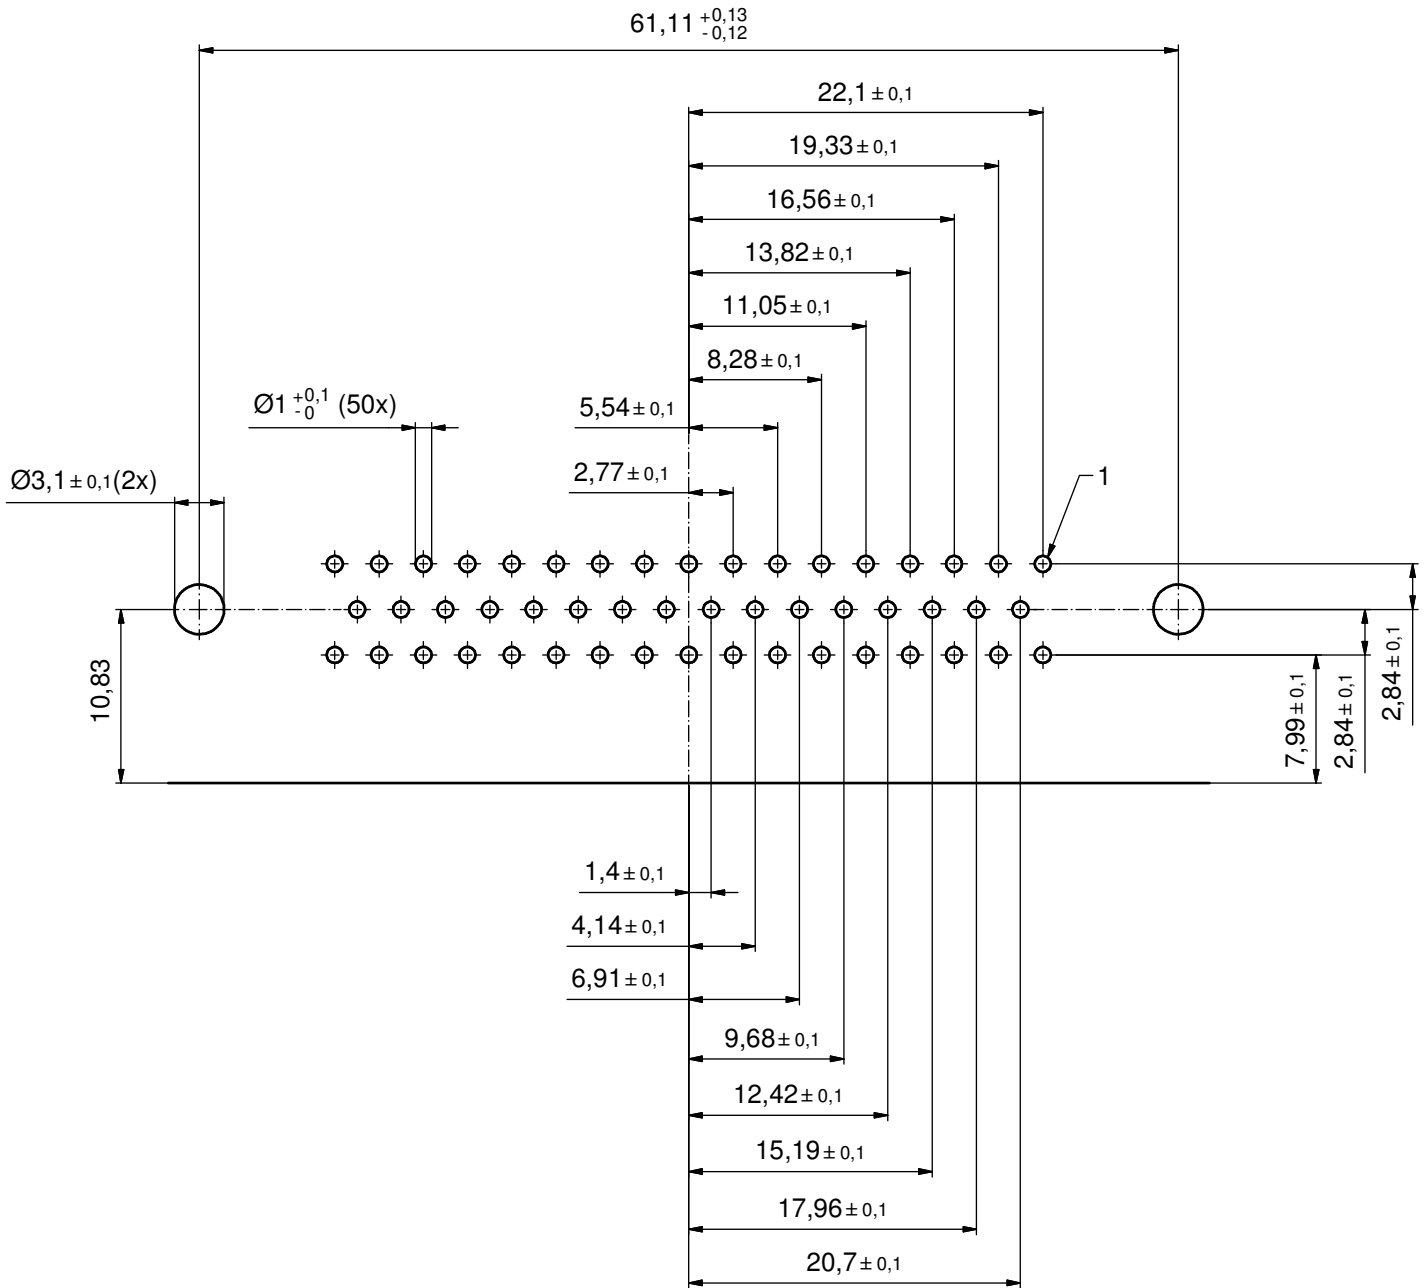 61,11 +0,13 -0,12
22,1 ± 0,1
19,33 ± 0,1
16,56 ± 0,1
13,82 ± 0,1
11,05 ± 0,1
8,28 ± 0,1
Ø1 +0,1 -0 (50x)
5,54 ± 0,1
Ø3,1 ± 0,1(2x)
2,77 ± 0,1
1
10,83
7,99 ± 0,1
2,84 ± 0,1
2,84 ± 0,1
1,4 ± 0,1
4,14 ± 0,1
6,91 ± 0,1
9,68 ± 0,1
12,42 ± 0,1
15,19 ± 0,1
17,96 ± 0,1
20,7 ± 0,1